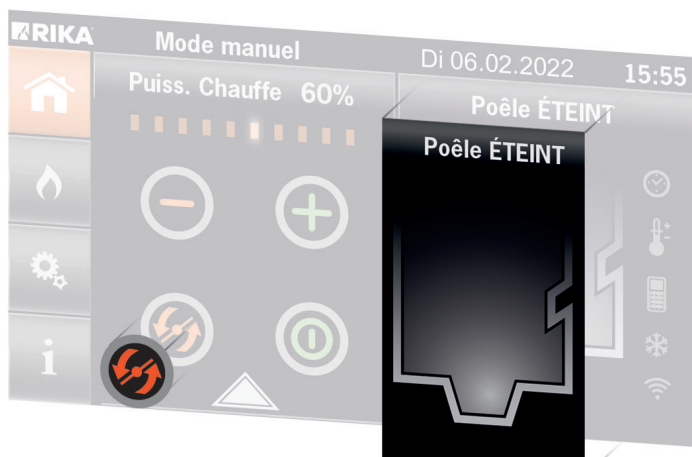 RIKA
Mode manuel
Di 06.02.2022
15:55
Puiss. Chauffe 60%
Poêle ÉTEINT
Poêle ÉTEINT